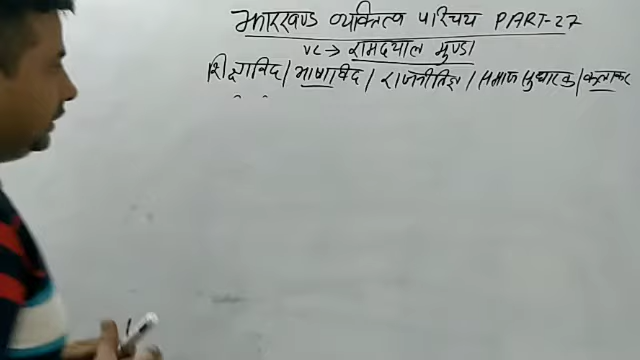 झारखण्ड व्यक्तित्व परिचय PART-27
VC → रामदयाल मुण्डा
शिक्षाविद / भाषाविद / राजनीतिज्ञ / समाज सुधारक / कलाकार